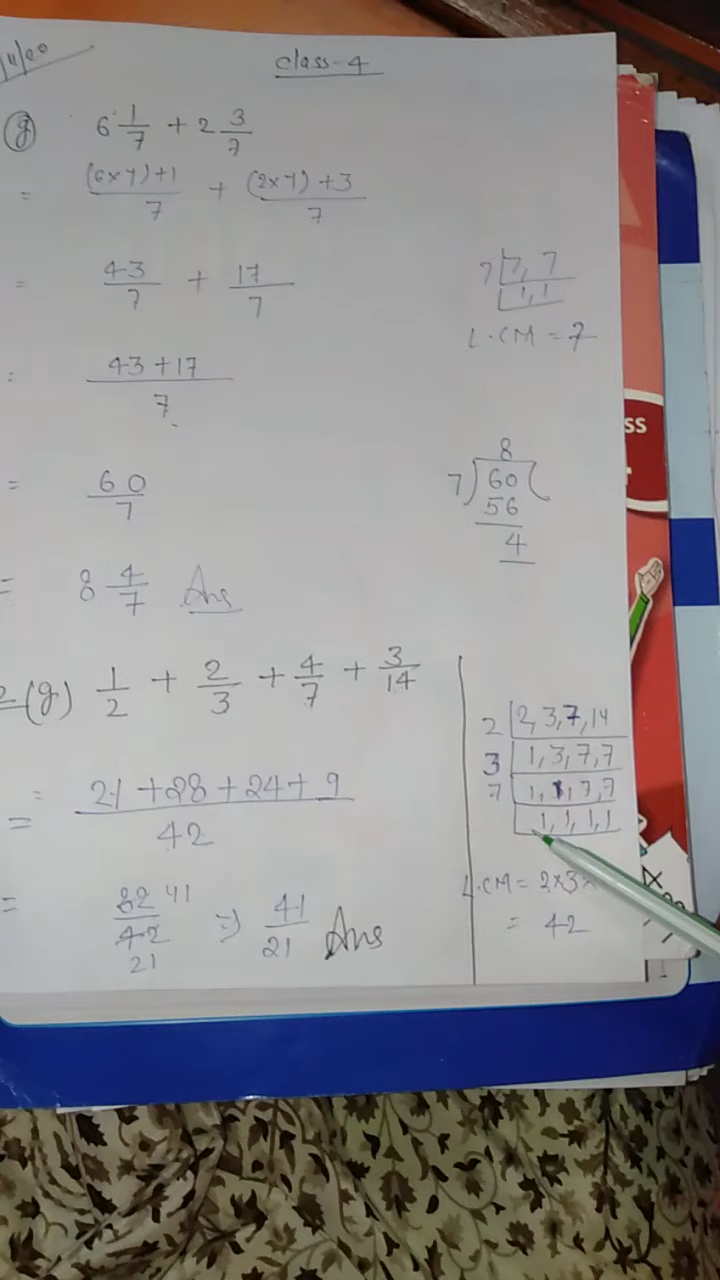 Class-4
(g) 6 1/7 + 2 3/7
= (6×7)+1/7 + (2×7)+3/7
= 43/7 + 17/7
7 | 7, 7
1, 1
L.CM = 7
= 43+17/7
= 60/7
8
7) 60 (
56
4
= 8 4/7 Ans
2(g) 1/2 + 2/3 + 4/7 + 3/14
2 | 2, 3, 7, 14
3 | 1, 3, 7, 7
7 | 1, 1, 7, 7
1, 1, 1, 1
= 21+28+24+9/42
L.CM = 2×3×
= 42
= 82/42 41/21 ⇒ 41/21 Ans
ss